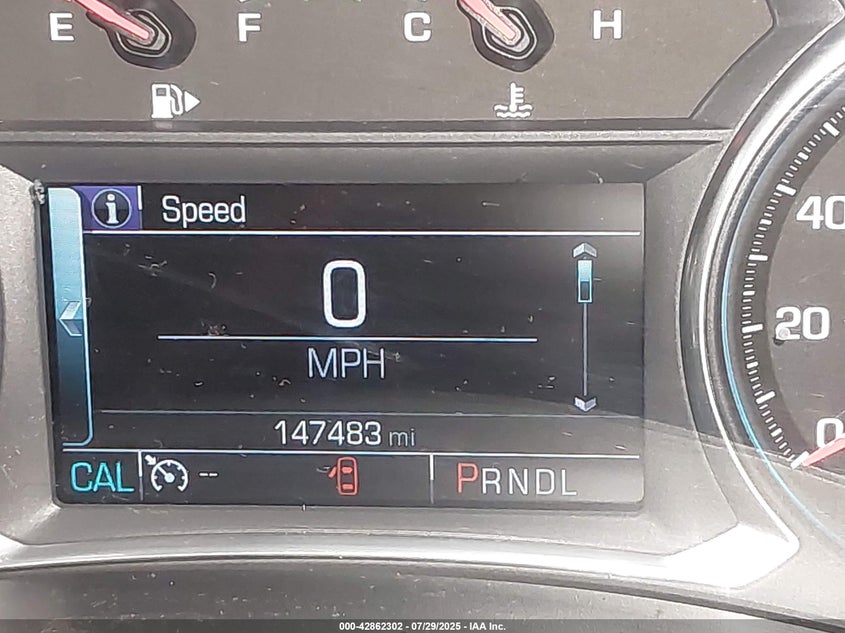 E F C H
Speed
40
0
MPH
20
147483 mi
0
CAL -- PRNDL
000-42862302 - 07/29/2025 - IAA Inc.